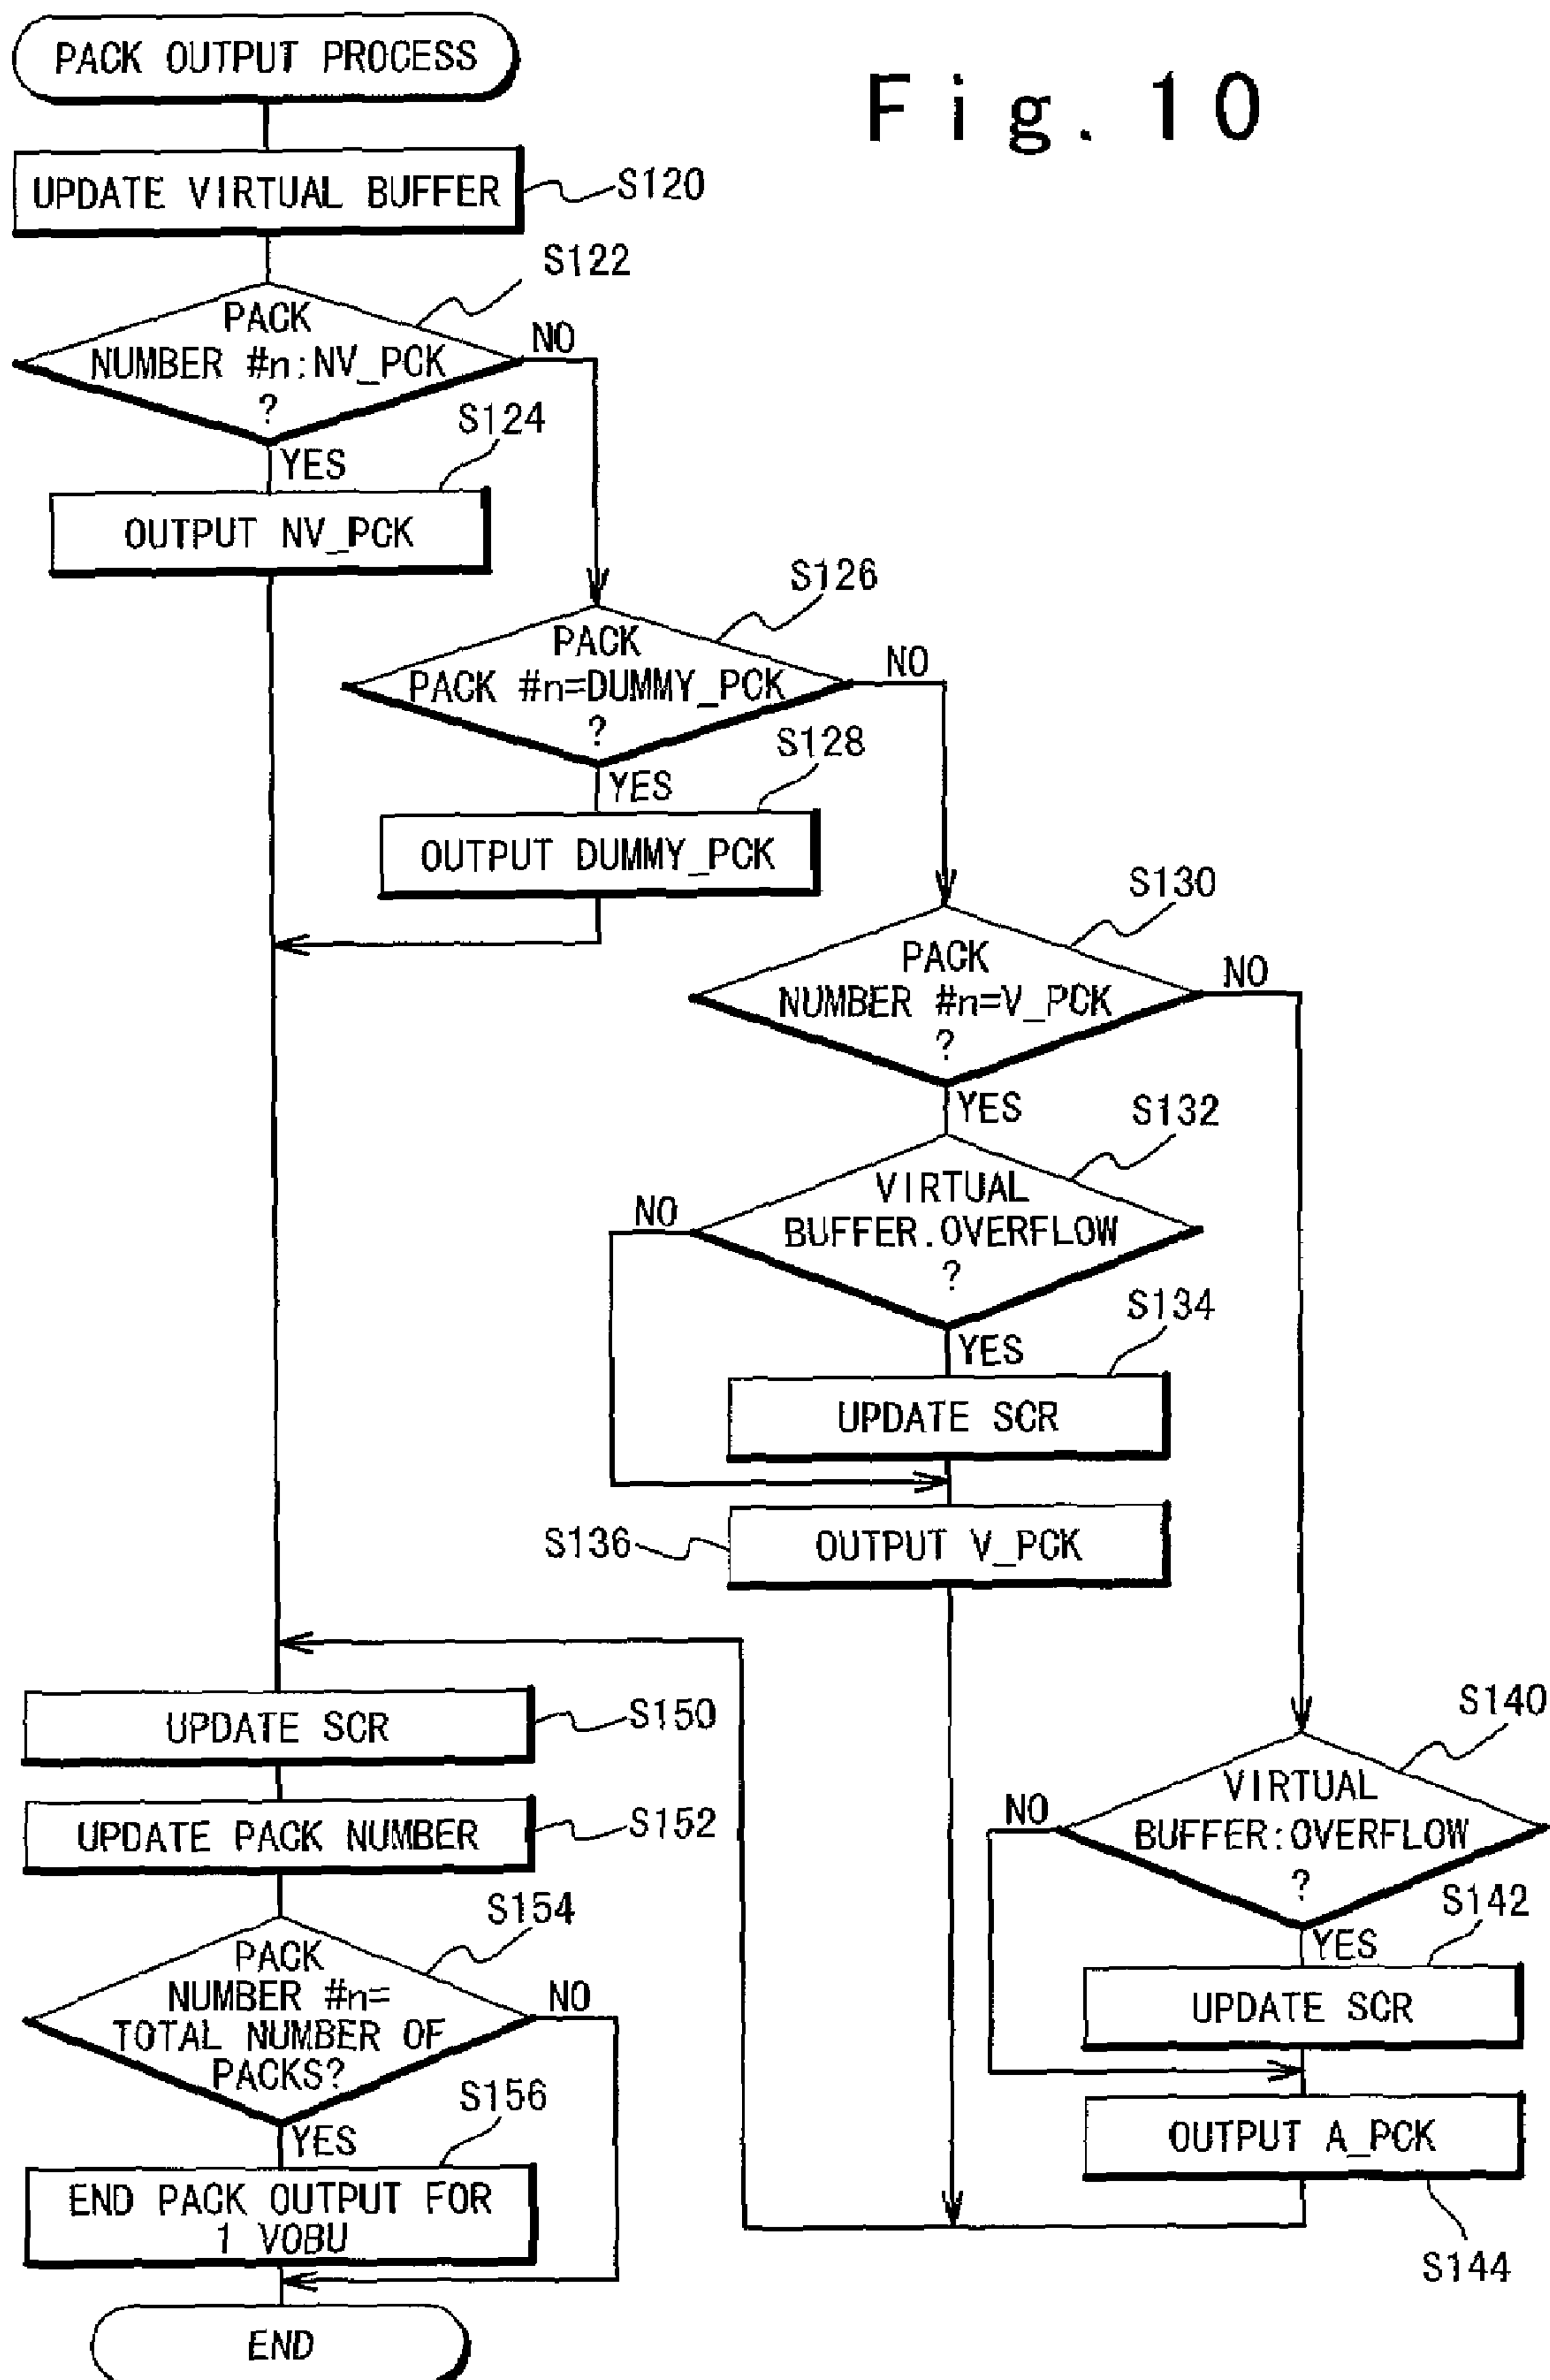 PACK OUTPUT PROCESS
Fig. 10
UPDATE VIRTUAL BUFFER
S120
S122
PACK
NUMBER #n:NV_PCK
?
NO
YES
S124
OUTPUT NV_PCK
S126
PACK
PACK #n=DUMMY_PCK
?
NO
YES
S128
OUTPUT DUMMY_PCK
S130
PACK
NUMBER #n=V_PCK
?
NO
YES
S132
VIRTUAL
BUFFER.OVERFLOW
?
NO
YES
S134
UPDATE SCR
S136
OUTPUT V_PCK
S140
VIRTUAL
BUFFER:OVERFLOW
?
NO
YES
S142
UPDATE SCR
OUTPUT A_PCK
S144
UPDATE SCR
S150
UPDATE PACK NUMBER
S152
S154
PACK
NUMBER #n=
TOTAL NUMBER OF
PACKS?
NO
YES
S156
END PACK OUTPUT FOR
1 VOBU
END